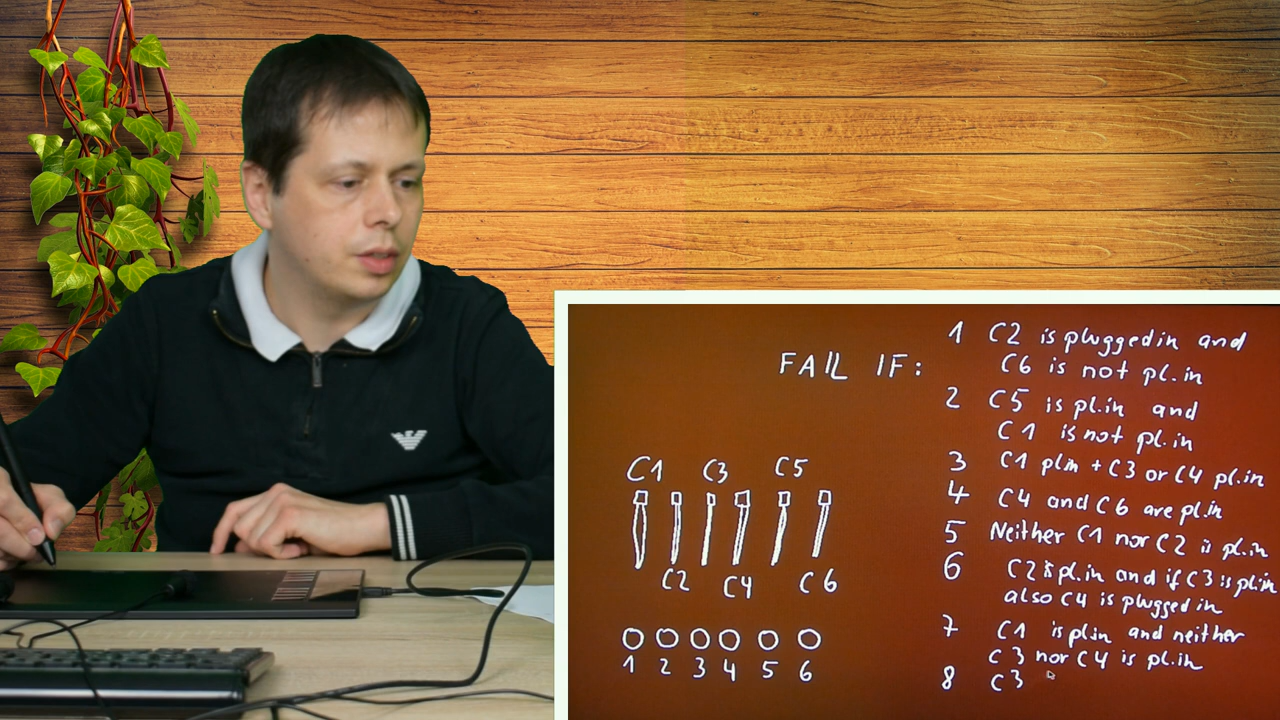 FAIL IF:
1 C2 is plugged in and
C6 is not pl.in
2 C5 is pl.in and
C1 is not pl.in
3 C1 pl in + C3 or C4 pl.in
4 C4 and C6 are pl.in
5 Neither C1 nor C2 is pl.in
6 C2 is pl.in and if C3 is pl.in
also C4 is plugged in
7 C1 is pl.in and neither
C3 nor C4 is pl.in
8 C3
C1 C3 C5
C2 C4 C6
1 2 3 4 5 6